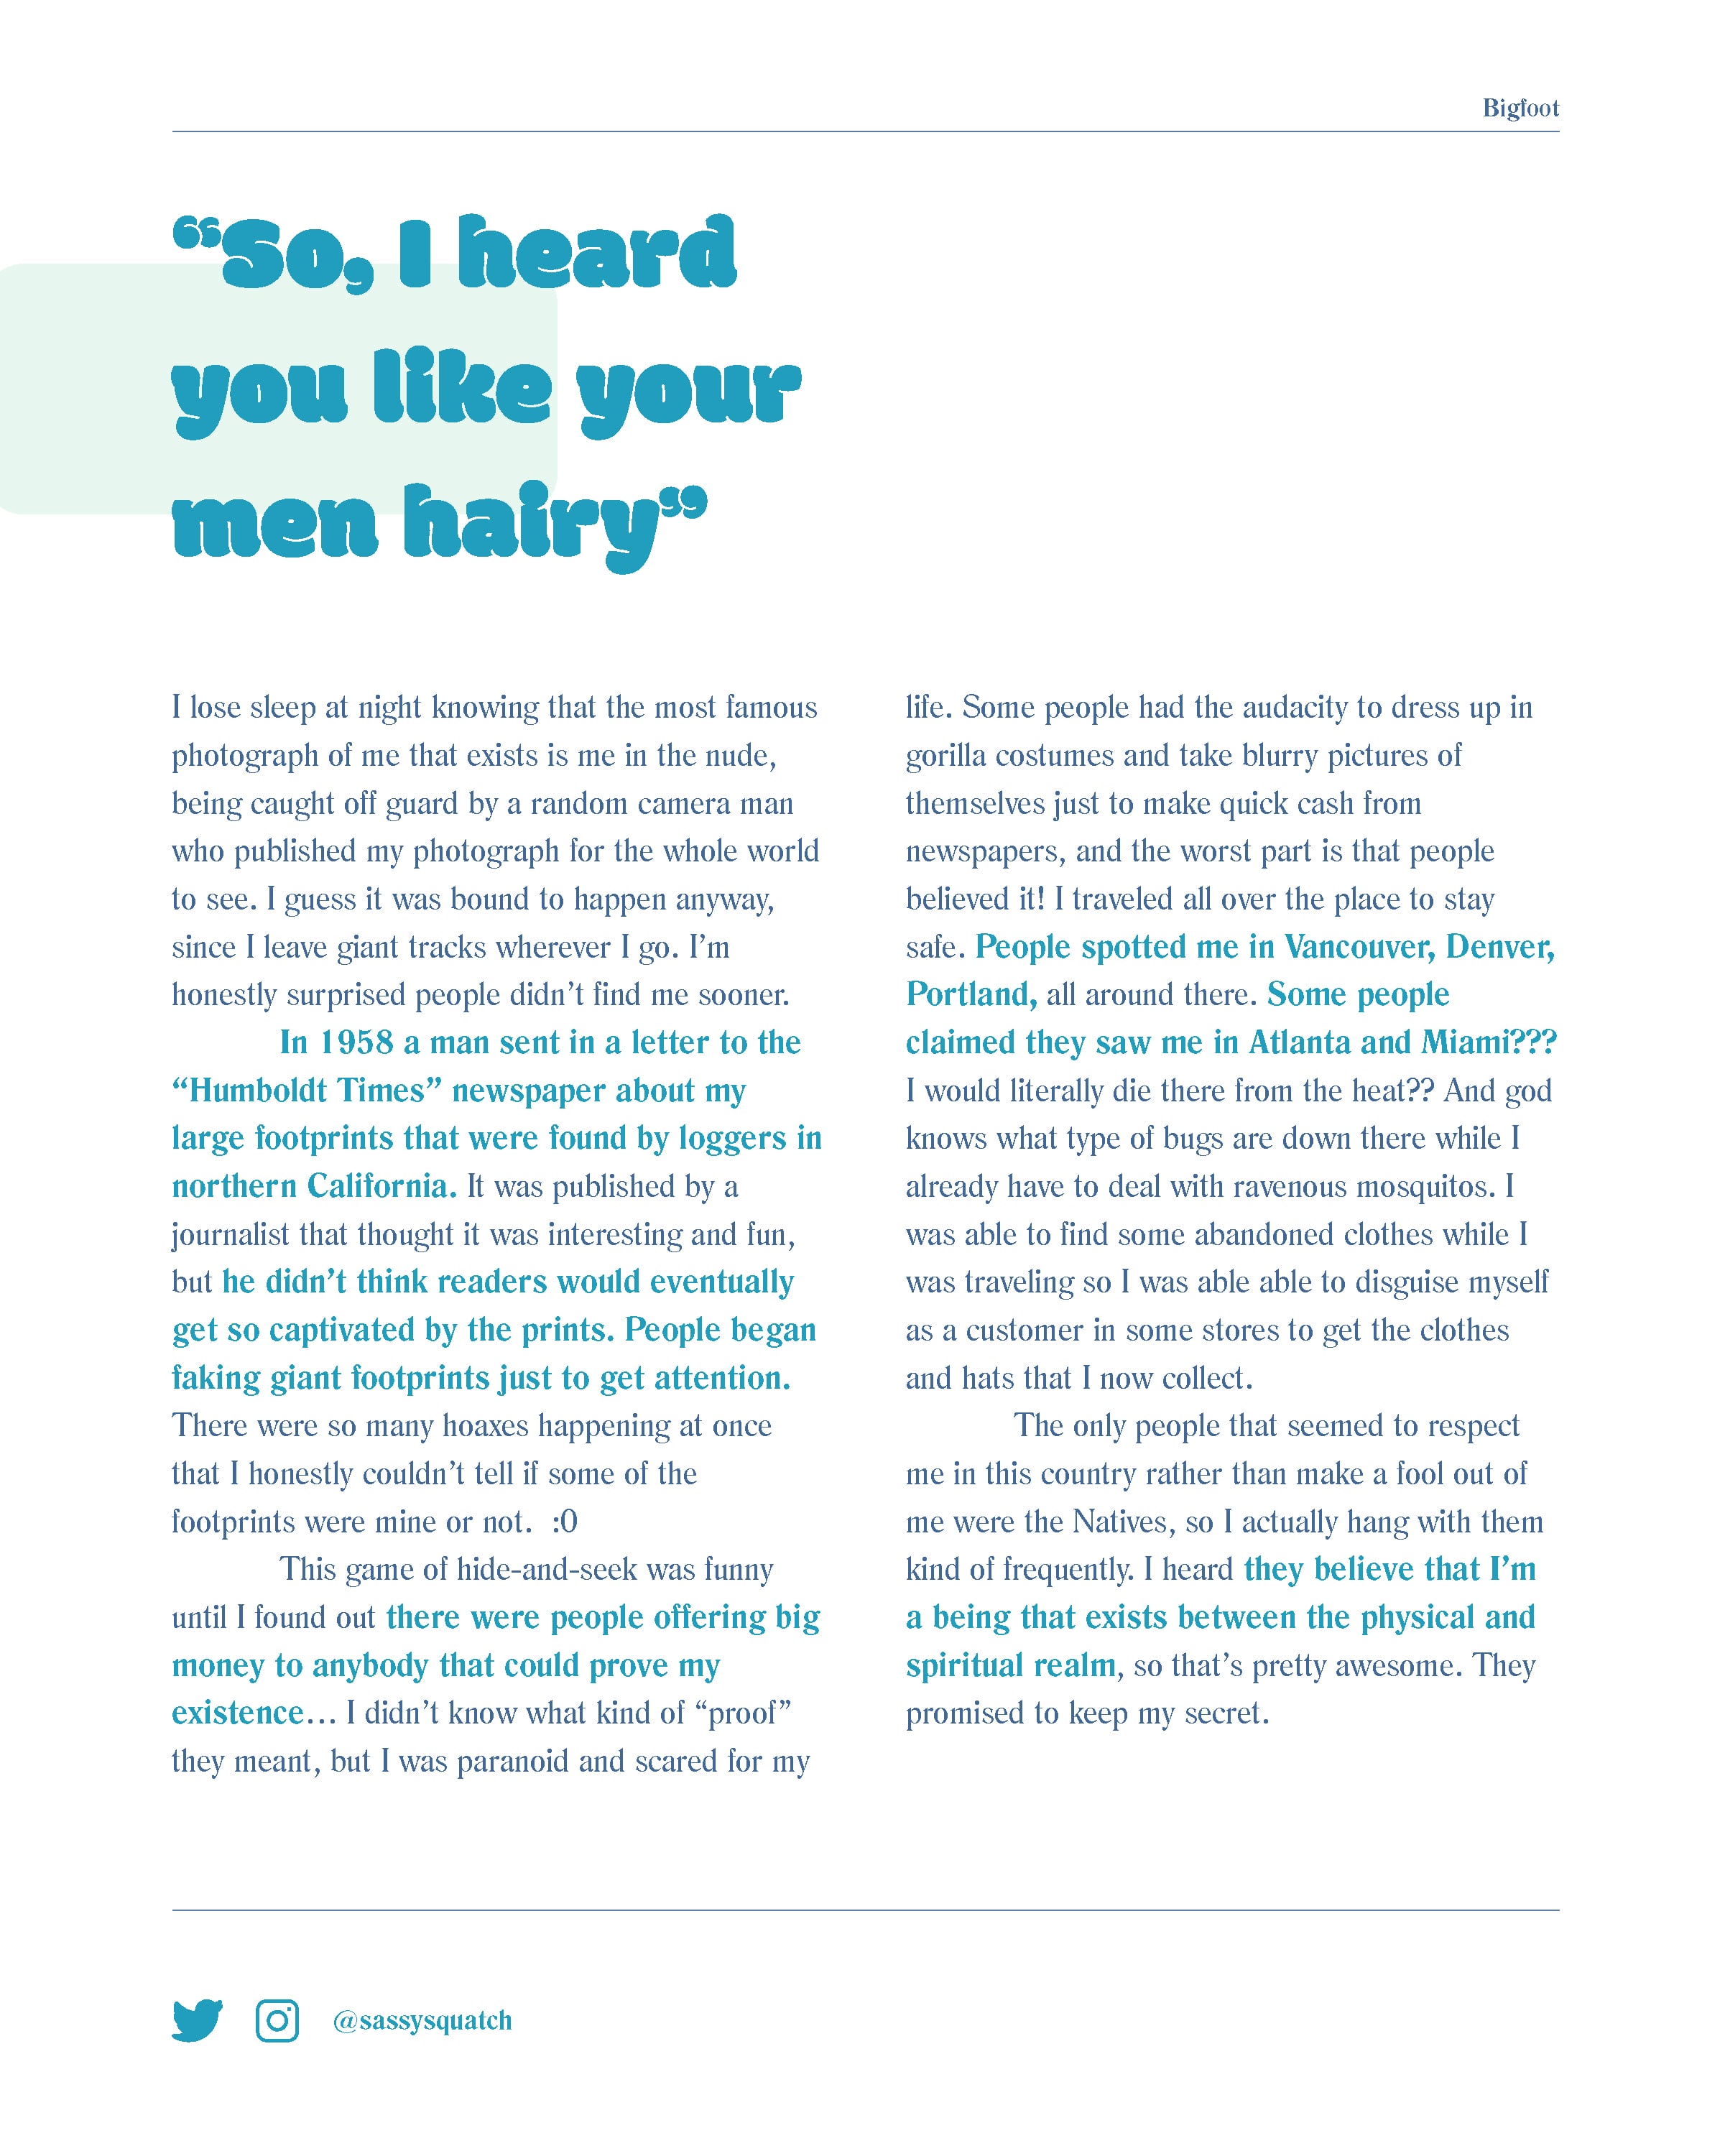 Bigfoot
“So, I heard
you like your
men hairy”
I lose sleep at night knowing that the most famous
photograph of me that exists is me in the nude,
being caught off guard by a random camera man
who published my photograph for the whole world
to see. I guess it was bound to happen anyway,
since I leave giant tracks wherever I go. I’m
honestly surprised people didn’t find me sooner.
In 1958 a man sent in a letter to the
“Humboldt Times” newspaper about my
large footprints that were found by loggers in
northern California. It was published by a
journalist that thought it was interesting and fun,
but he didn’t think readers would eventually
get so captivated by the prints. People began
faking giant footprints just to get attention.
There were so many hoaxes happening at once
that I honestly couldn’t tell if some of the
footprints were mine or not.  :0
This game of hide-and-seek was funny
until I found out there were people offering big
money to anybody that could prove my
existence… I didn’t know what kind of “proof”
they meant, but I was paranoid and scared for my
life. Some people had the audacity to dress up in
gorilla costumes and take blurry pictures of
themselves just to make quick cash from
newspapers, and the worst part is that people
believed it! I traveled all over the place to stay
safe. People spotted me in Vancouver, Denver,
Portland, all around there. Some people
claimed they saw me in Atlanta and Miami???
I would literally die there from the heat?? And god
knows what type of bugs are down there while I
already have to deal with ravenous mosquitos. I
was able to find some abandoned clothes while I
was traveling so I was able able to disguise myself
as a customer in some stores to get the clothes
and hats that I now collect.
The only people that seemed to respect
me in this country rather than make a fool out of
me were the Natives, so I actually hang with them
kind of frequently. I heard they believe that I’m
a being that exists between the physical and
spiritual realm, so that’s pretty awesome. They
promised to keep my secret.
@sassysquatch